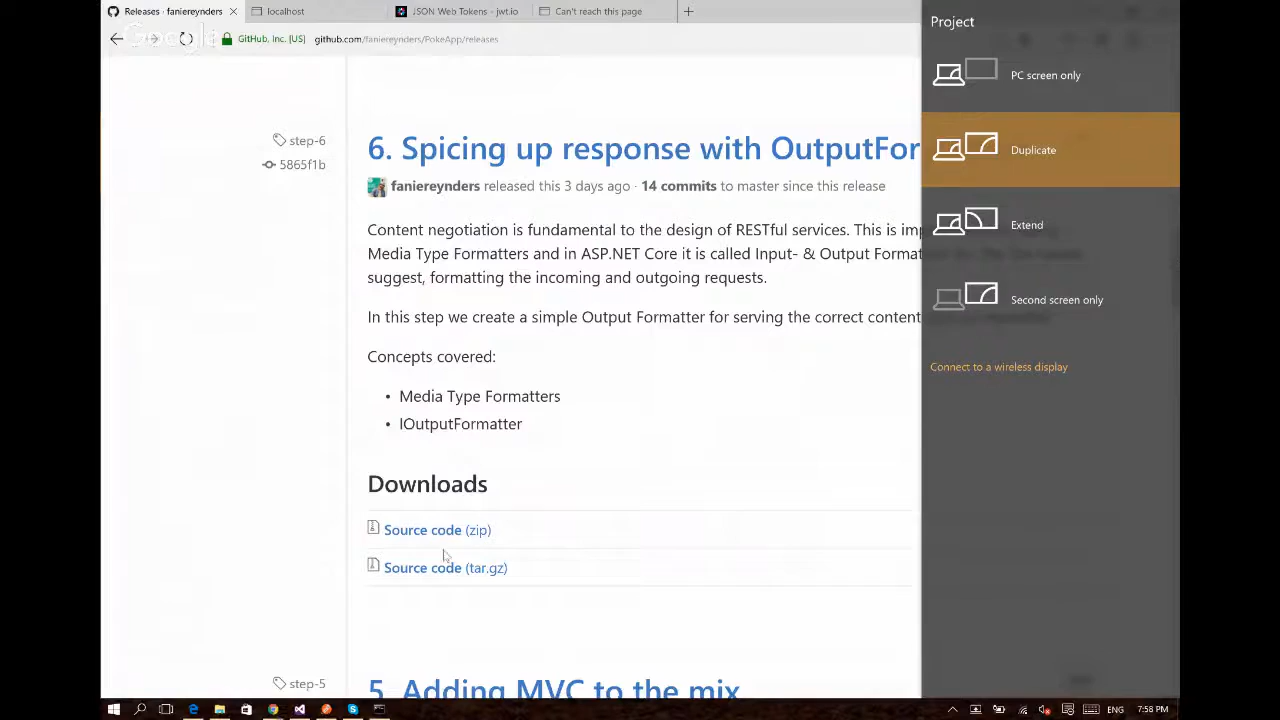 Releases - faniereynders
localhost
JSON Web Tokens - jwt.io
Can't reach this page
Google
GitHub, Inc. [US]
github.com/faniereynders/PokeApp/releases
step-6
5865f1b
6. Spicing up response with OutputFor
faniereynders released this 3 days ago · 14 commits to master since this release
Content negotiation is fundamental to the design of RESTful services. This is imp
Media Type Formatters and in ASP.NET Core it is called Input- & Output Format
suggest, formatting the incoming and outgoing requests.
In this step we create a simple Output Formatter for serving the correct content
Concepts covered:
• Media Type Formatters
• IOutputFormatter
Downloads
Source code (zip)
Source code (tar.gz)
step-5
5. Adding MVC to the mix
Project
PC screen only
Duplicate
Extend
Second screen only
Connect to a wireless display
ENG
7:58 PM